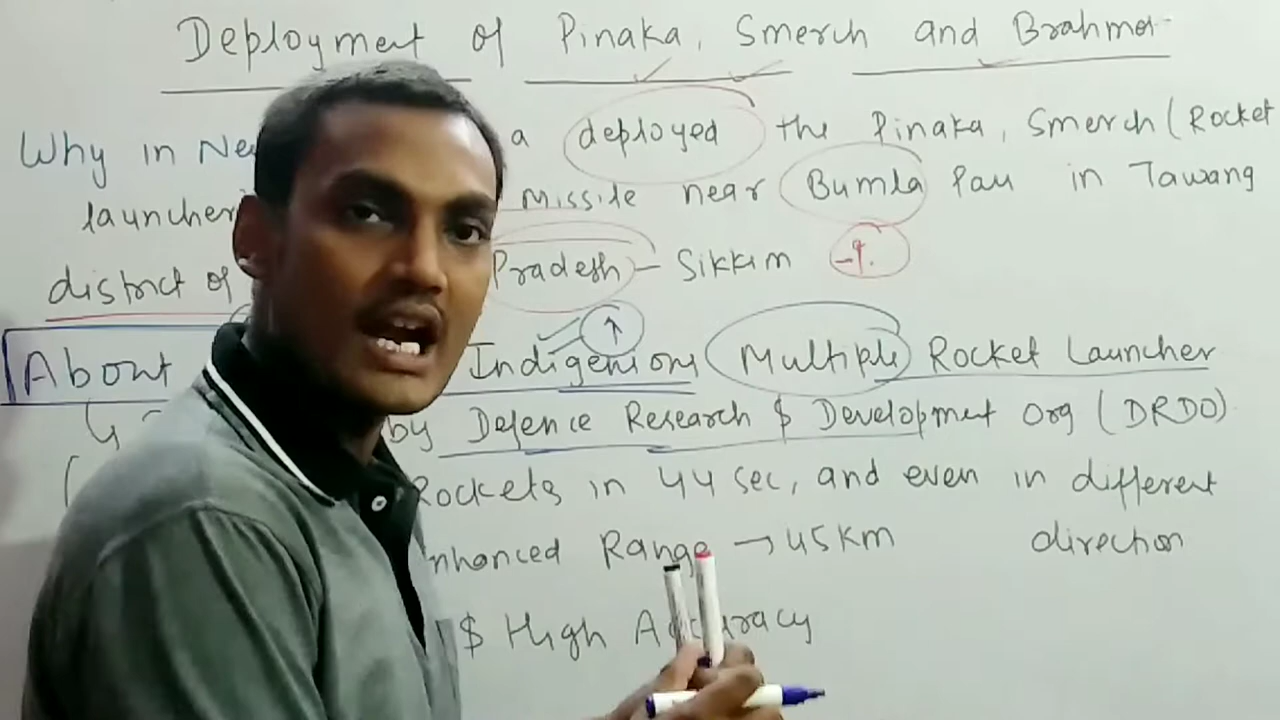 Deployment of Pinaka, Smerch and Brahmos
Why in Ne a deployed the Pinaka, Smerch (Rocket
launcher Missile near Bumla Pass in Tawang
district of Pradesh - Sikkim
About Indigenious Multiple Rocket Launcher
by Defence Research & Development Org (DRDO)
Rockets in 44 sec, and even in different
nhanced Range → 45 km direction
& High Accuracy